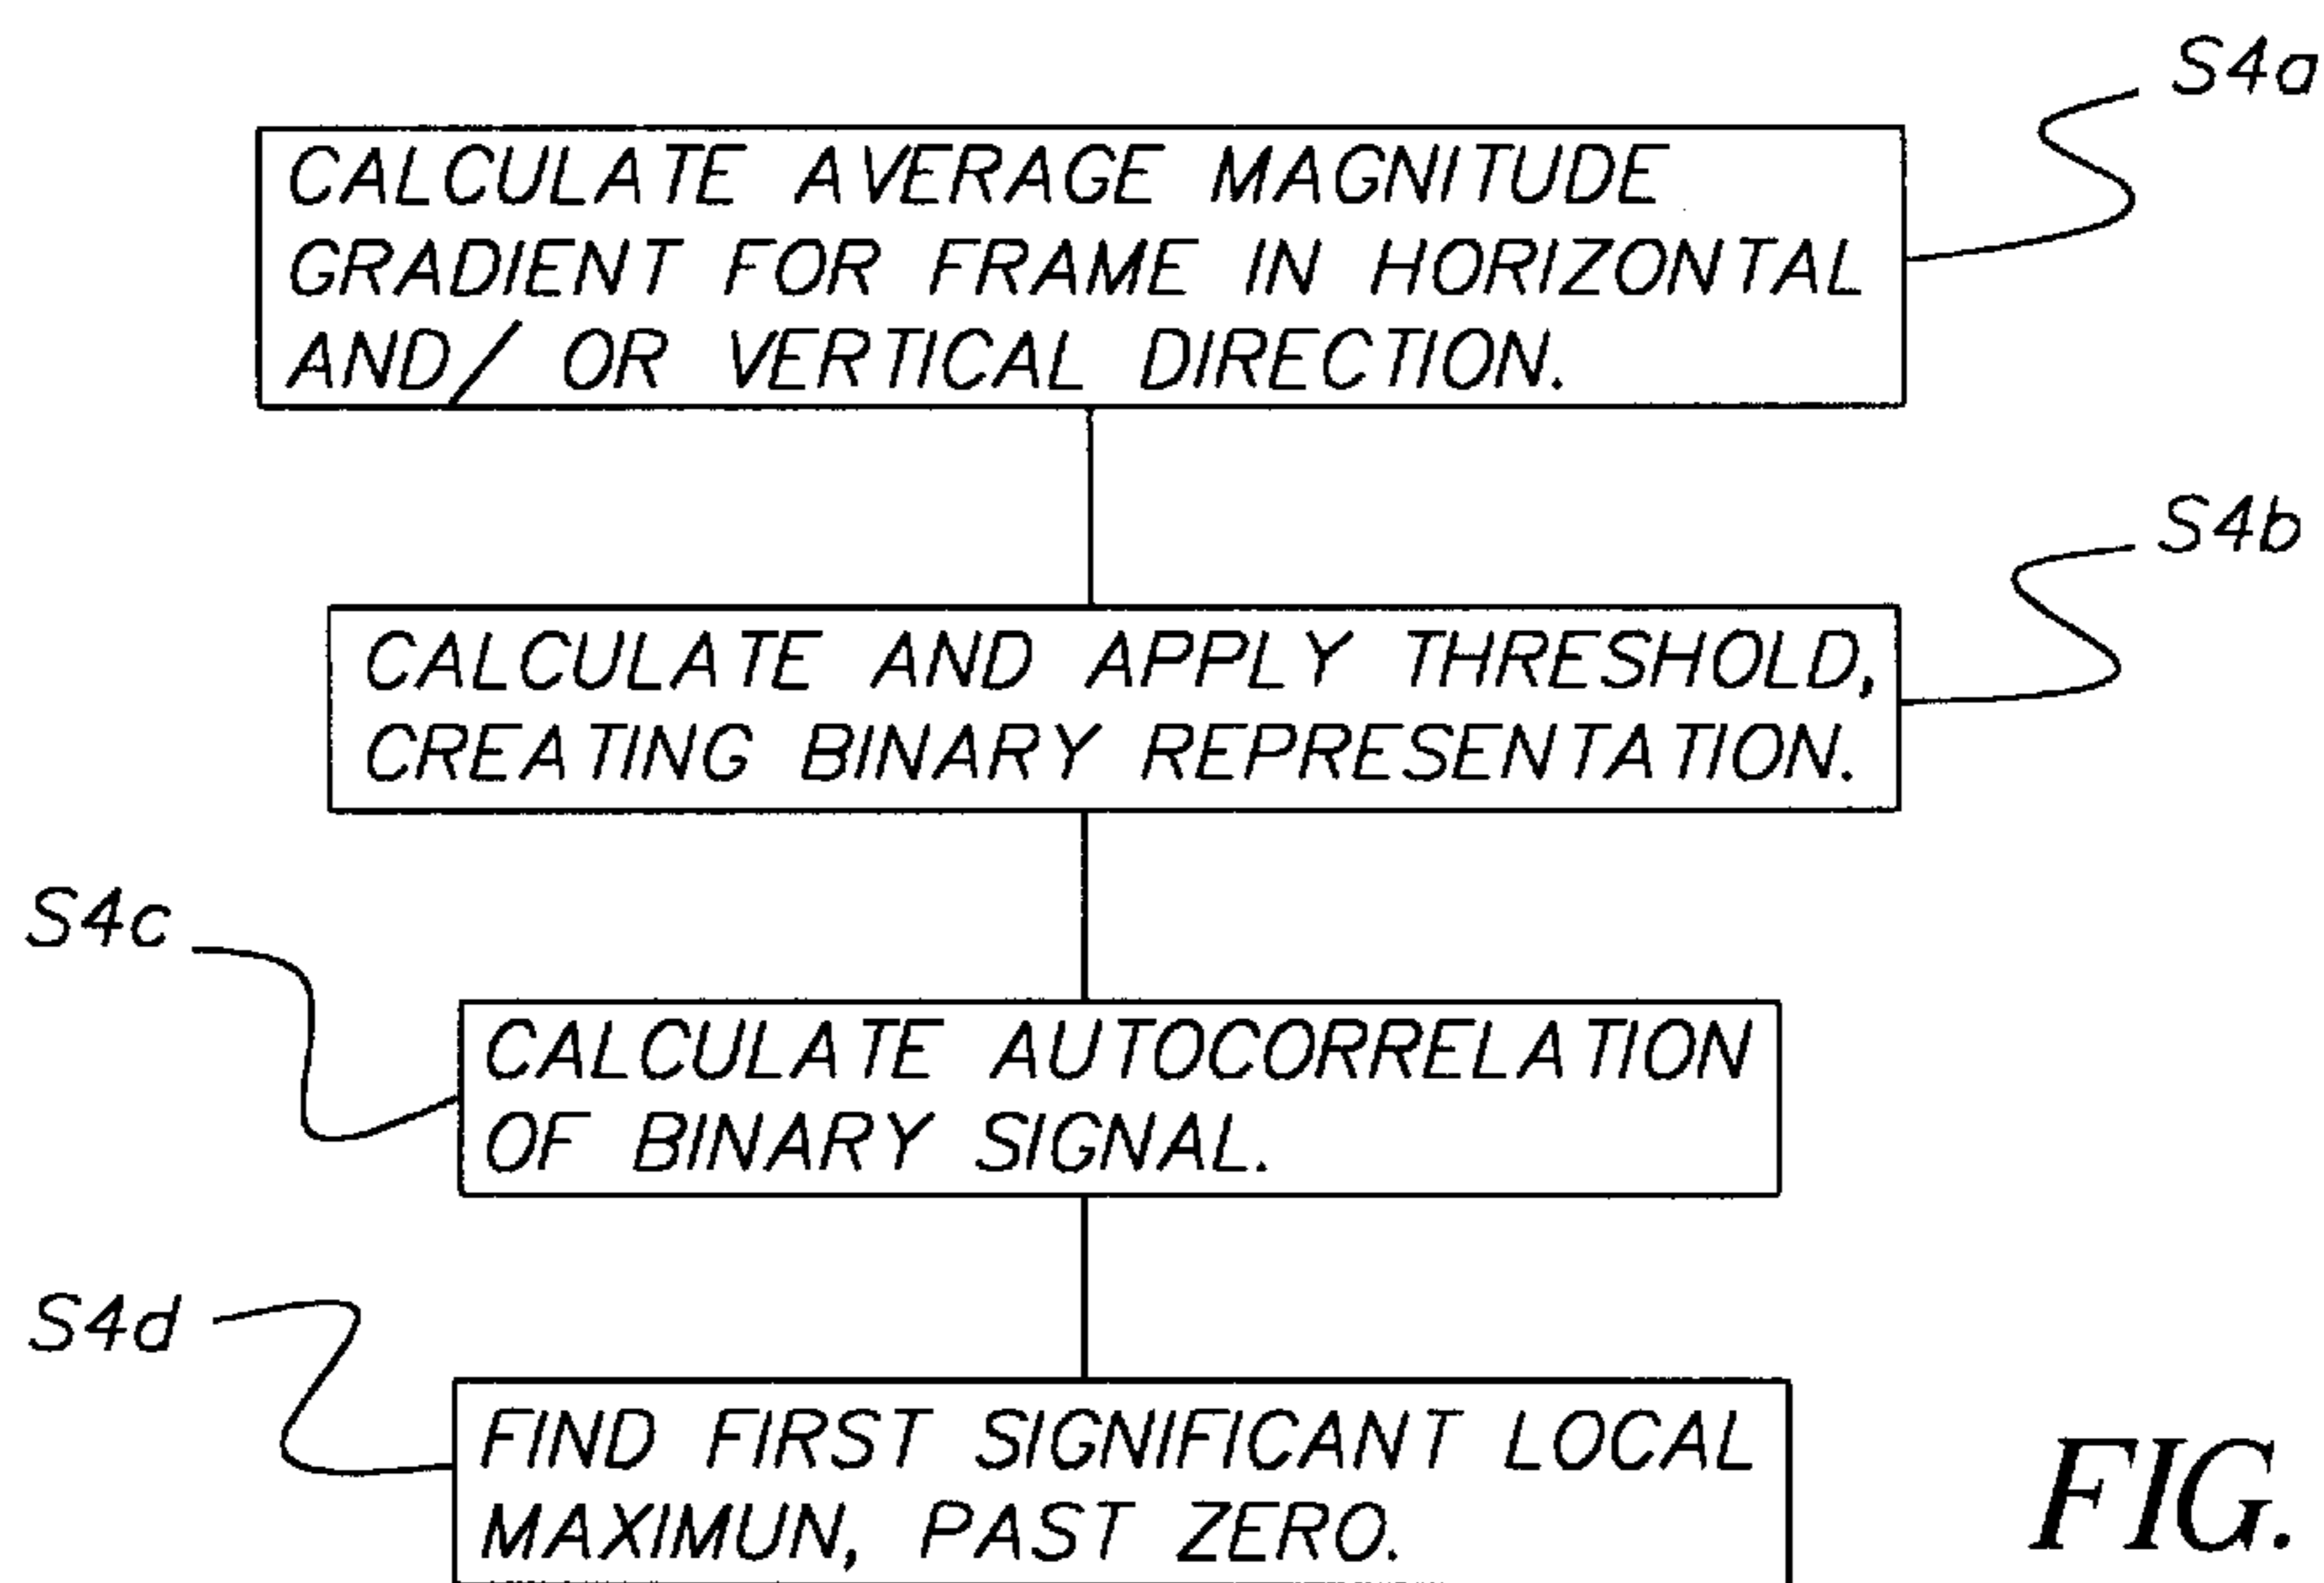 S4a
CALCULATE AVERAGE MAGNITUDE
GRADIENT FOR FRAME IN HORIZONTAL
AND/ OR VERTICAL DIRECTION.
S4b
CALCULATE AND APPLY THRESHOLD,
CREATING BINARY REPRESENTATION.
S4c
CALCULATE AUTOCORRELATION
OF BINARY SIGNAL.
S4d
FIND FIRST SIGNIFICANT LOCAL
MAXIMUN, PAST ZERO.
FIG.